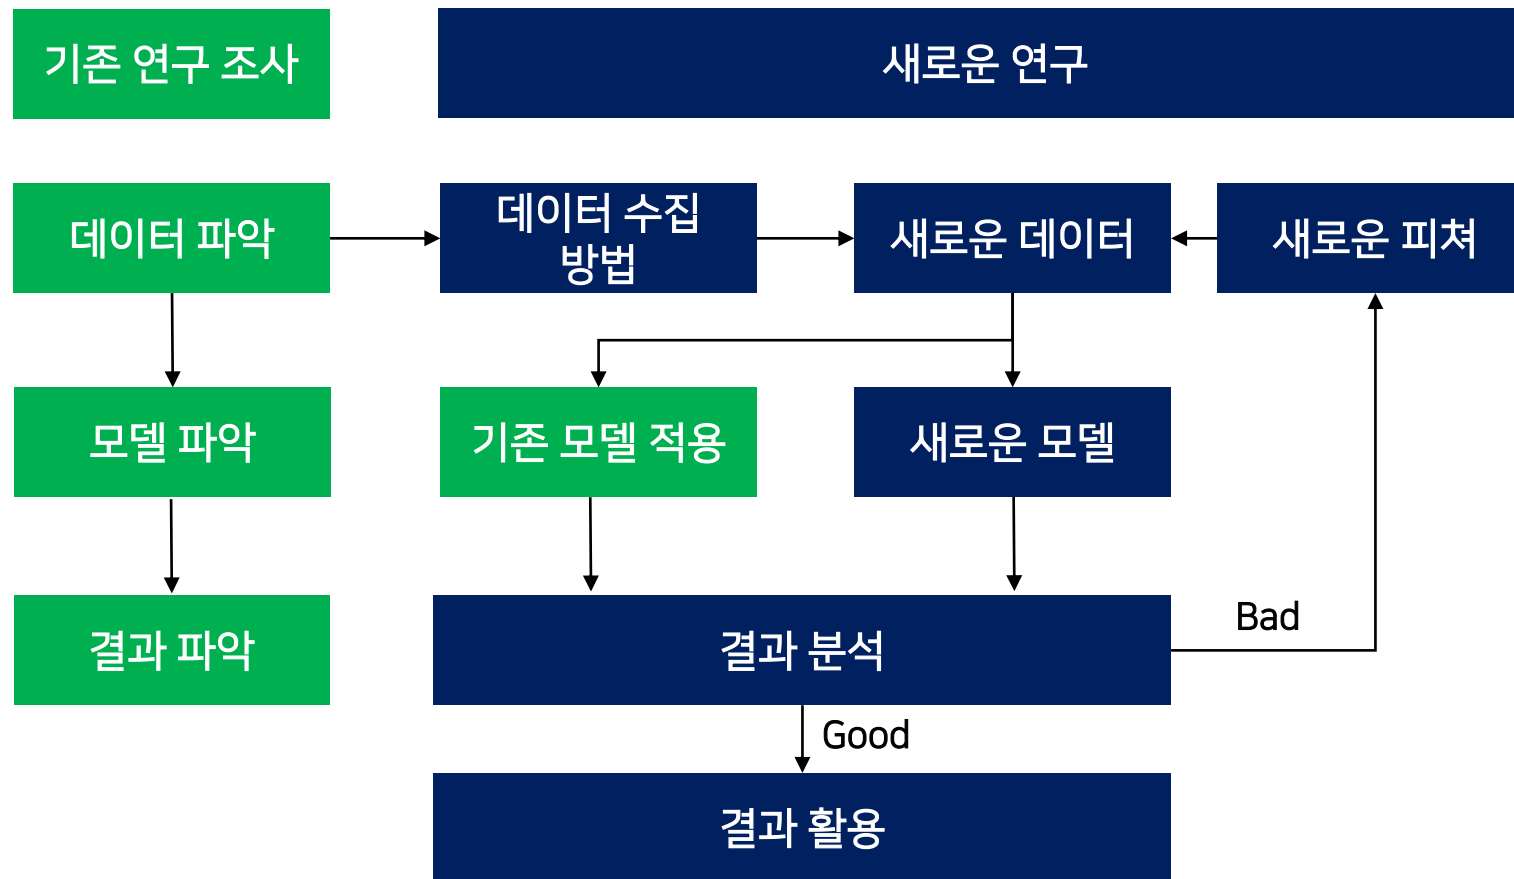 기존 연구 조사
새로운 연구
데이터 파악
데이터 수집
방법
새로운 데이터
새로운 피쳐
모델 파악
기존 모델 적용
새로운 모델
결과 파악
결과 분석
Bad
Good
결과 활용